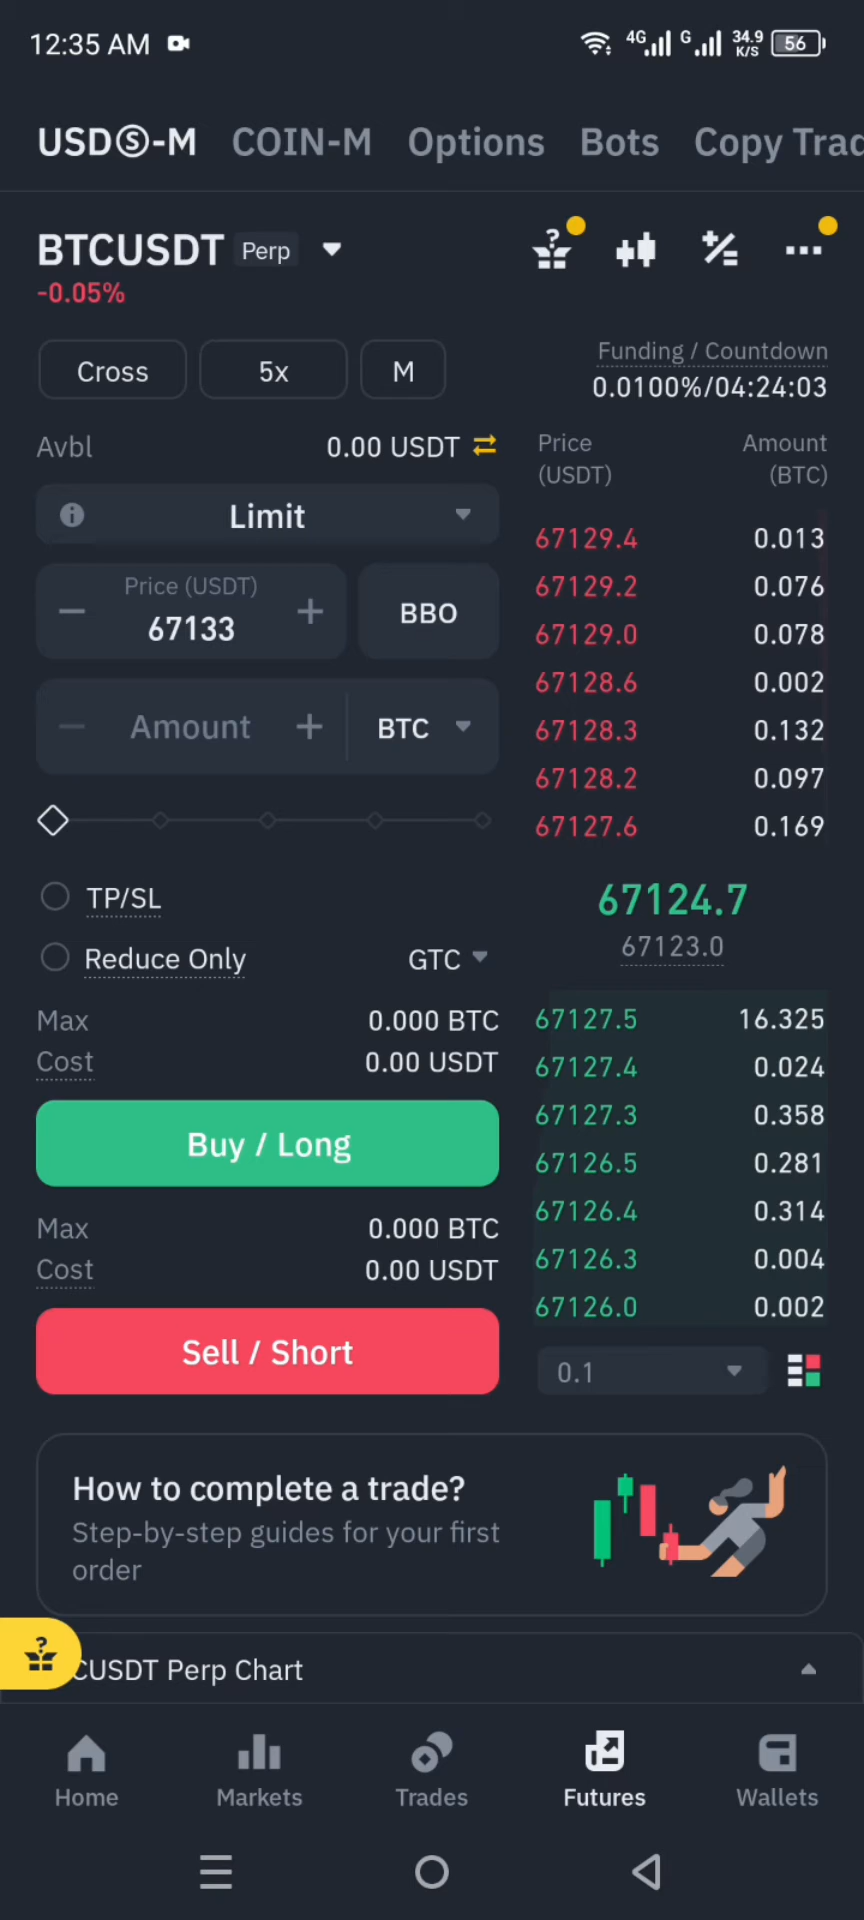 12:35 AM 4G G 34.9 K/S 56
USDⓈ-M COIN-M Options Bots Copy Trad
BTCUSDT Perp
-0.05%
Cross 5x M
Funding / Countdown
0.0100%/04:24:03
Avbl 0.00 USDT
Limit
Price (USDT)
67133
BBO
Amount BTC
TP/SL
Reduce Only GTC
Max 0.000 BTC
Cost 0.00 USDT
Buy / Long
Max 0.000 BTC
Cost 0.00 USDT
Sell / Short
Price (USDT) Amount (BTC)
67129.4 0.013
67129.2 0.076
67129.0 0.078
67128.6 0.002
67128.3 0.132
67128.2 0.097
67127.6 0.169
67124.7
67123.0
67127.5 16.325
67127.4 0.024
67127.3 0.358
67126.5 0.281
67126.4 0.314
67126.3 0.004
67126.0 0.002
0.1
How to complete a trade?
Step-by-step guides for your first
order
CUSDT Perp Chart
Home Markets Trades Futures Wallets